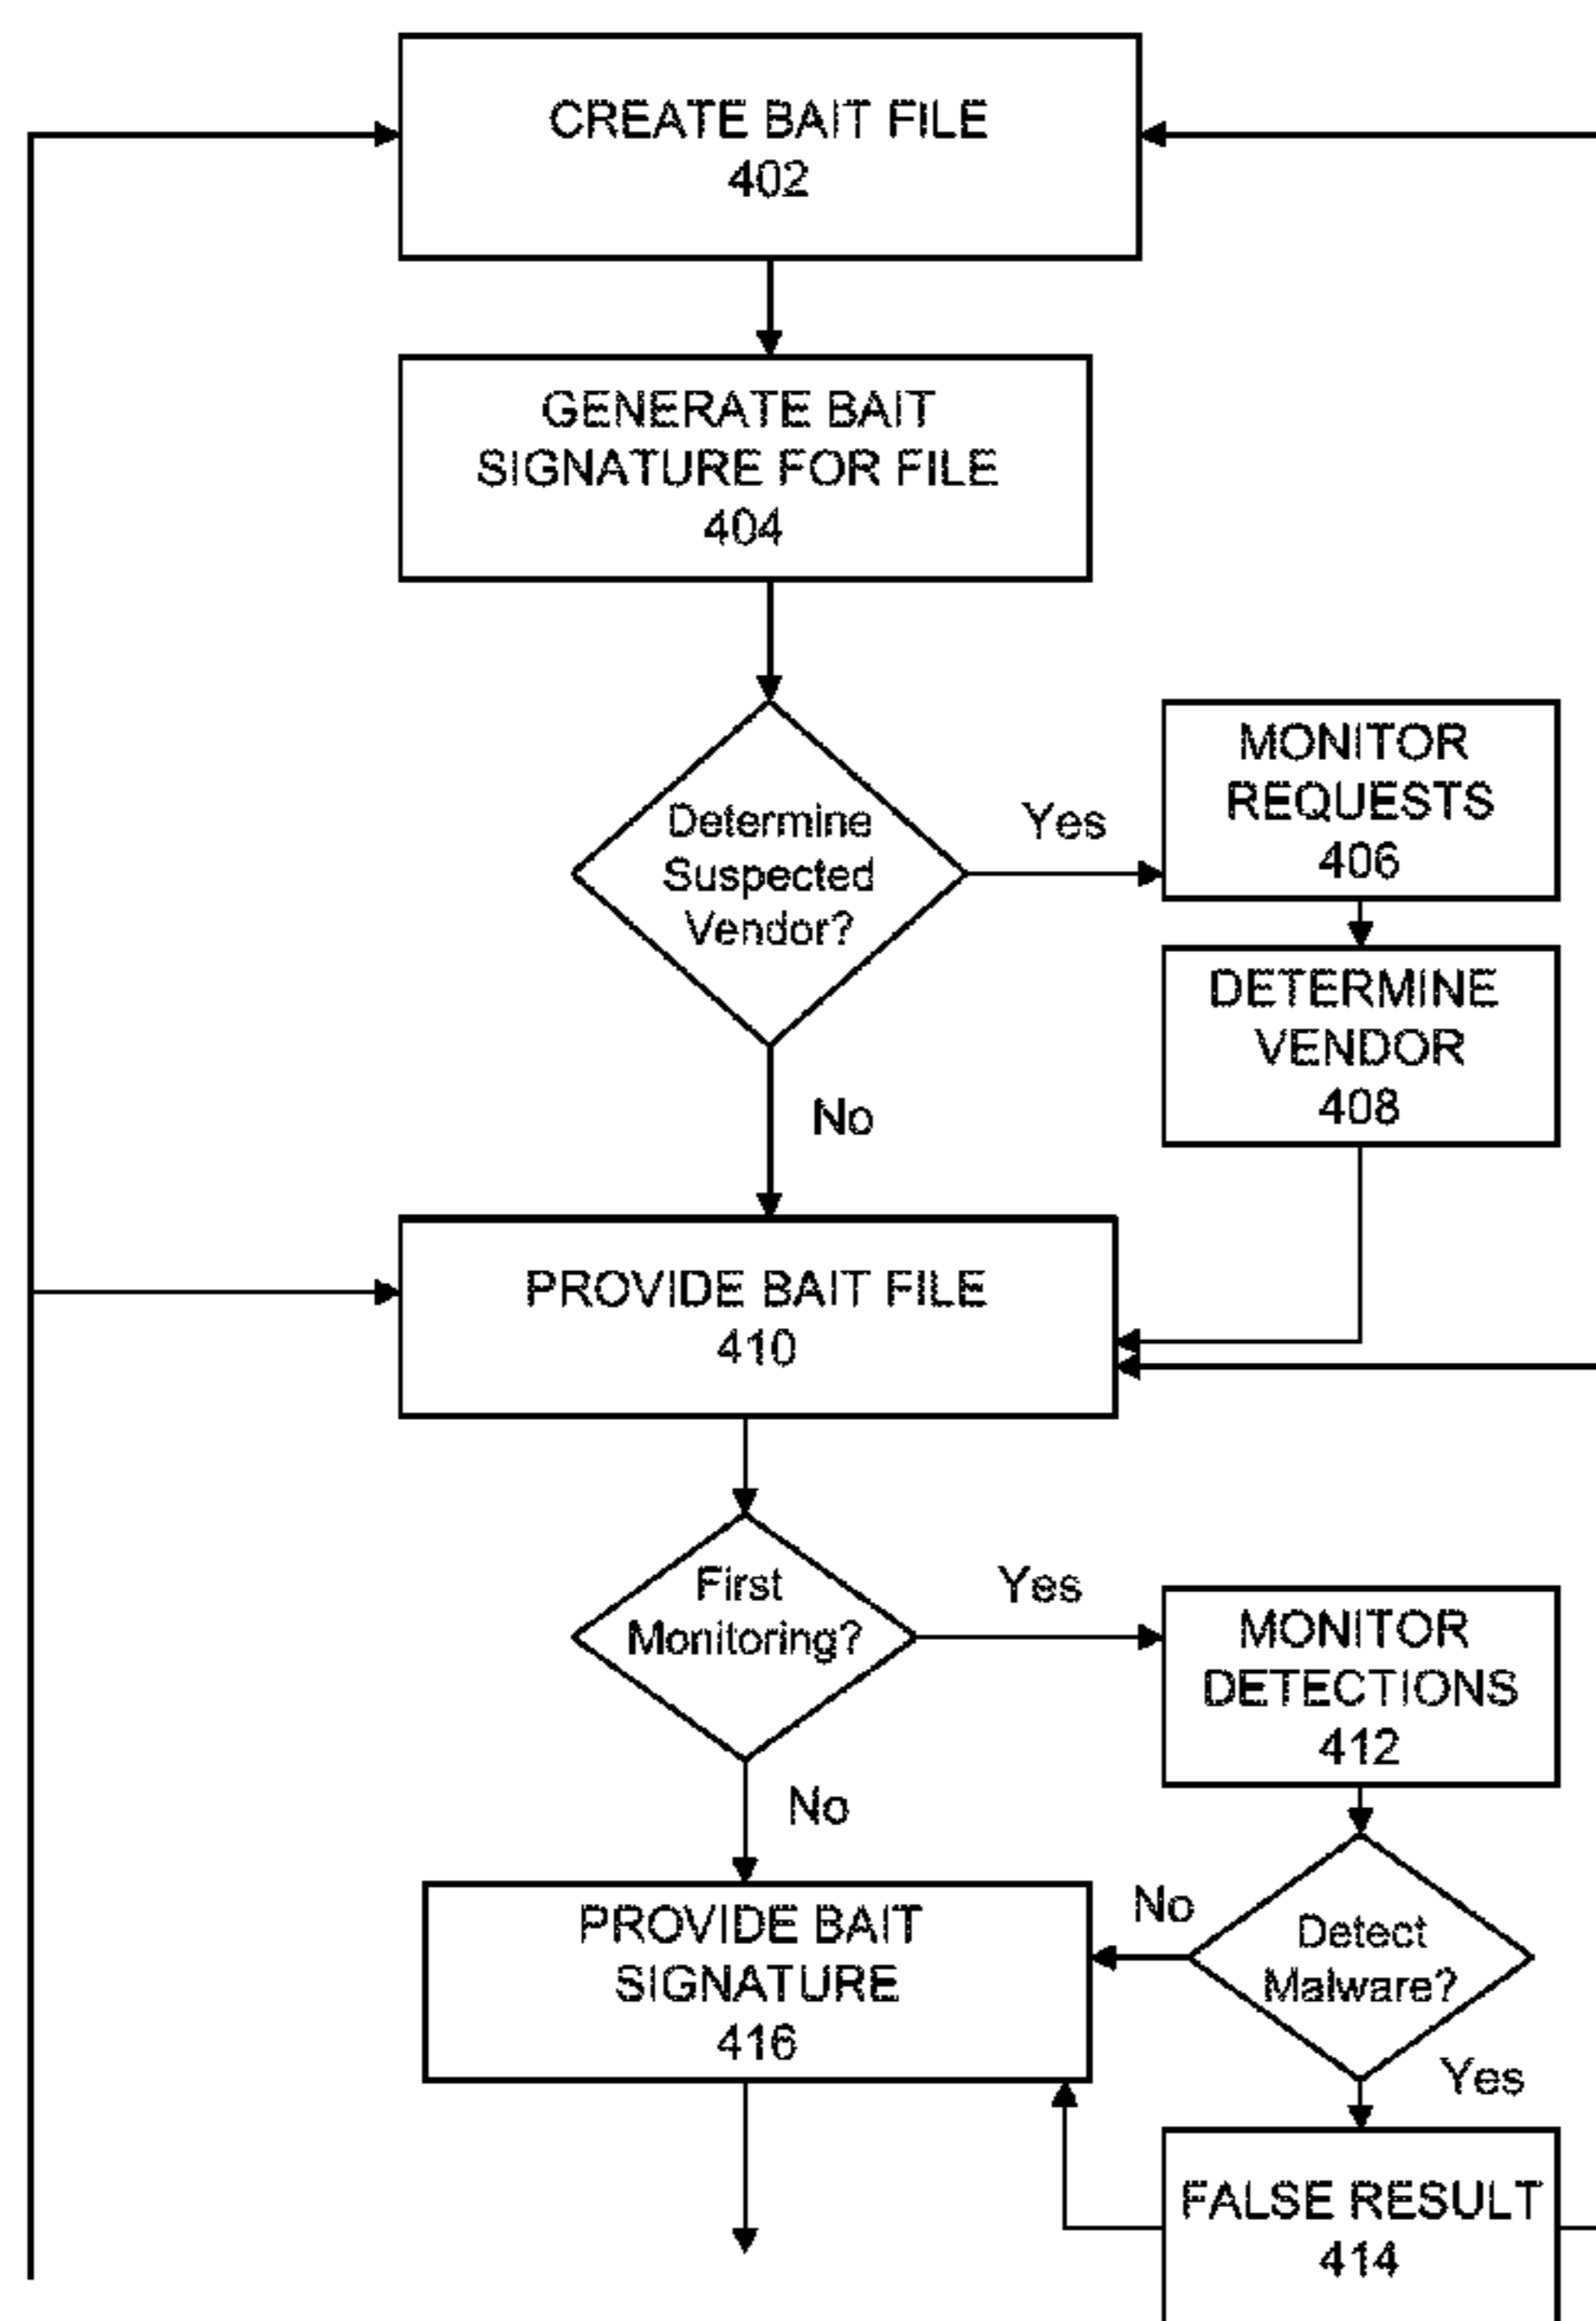 CREATE BAIT FILE
402
GENERATE BAIT
SIGNATURE FOR FILE
404
Determine
Suspected
Vendor?
Yes
MONITOR
REQUESTS
406
DETERMINE
VENDOR
408
No
PROVIDE BAIT FILE
410
First
Monitoring?
Yes
MONITOR
DETECTIONS
412
No
PROVIDE BAIT
SIGNATURE
416
No
Detect
Malware?
Yes
FALSE RESULT
414